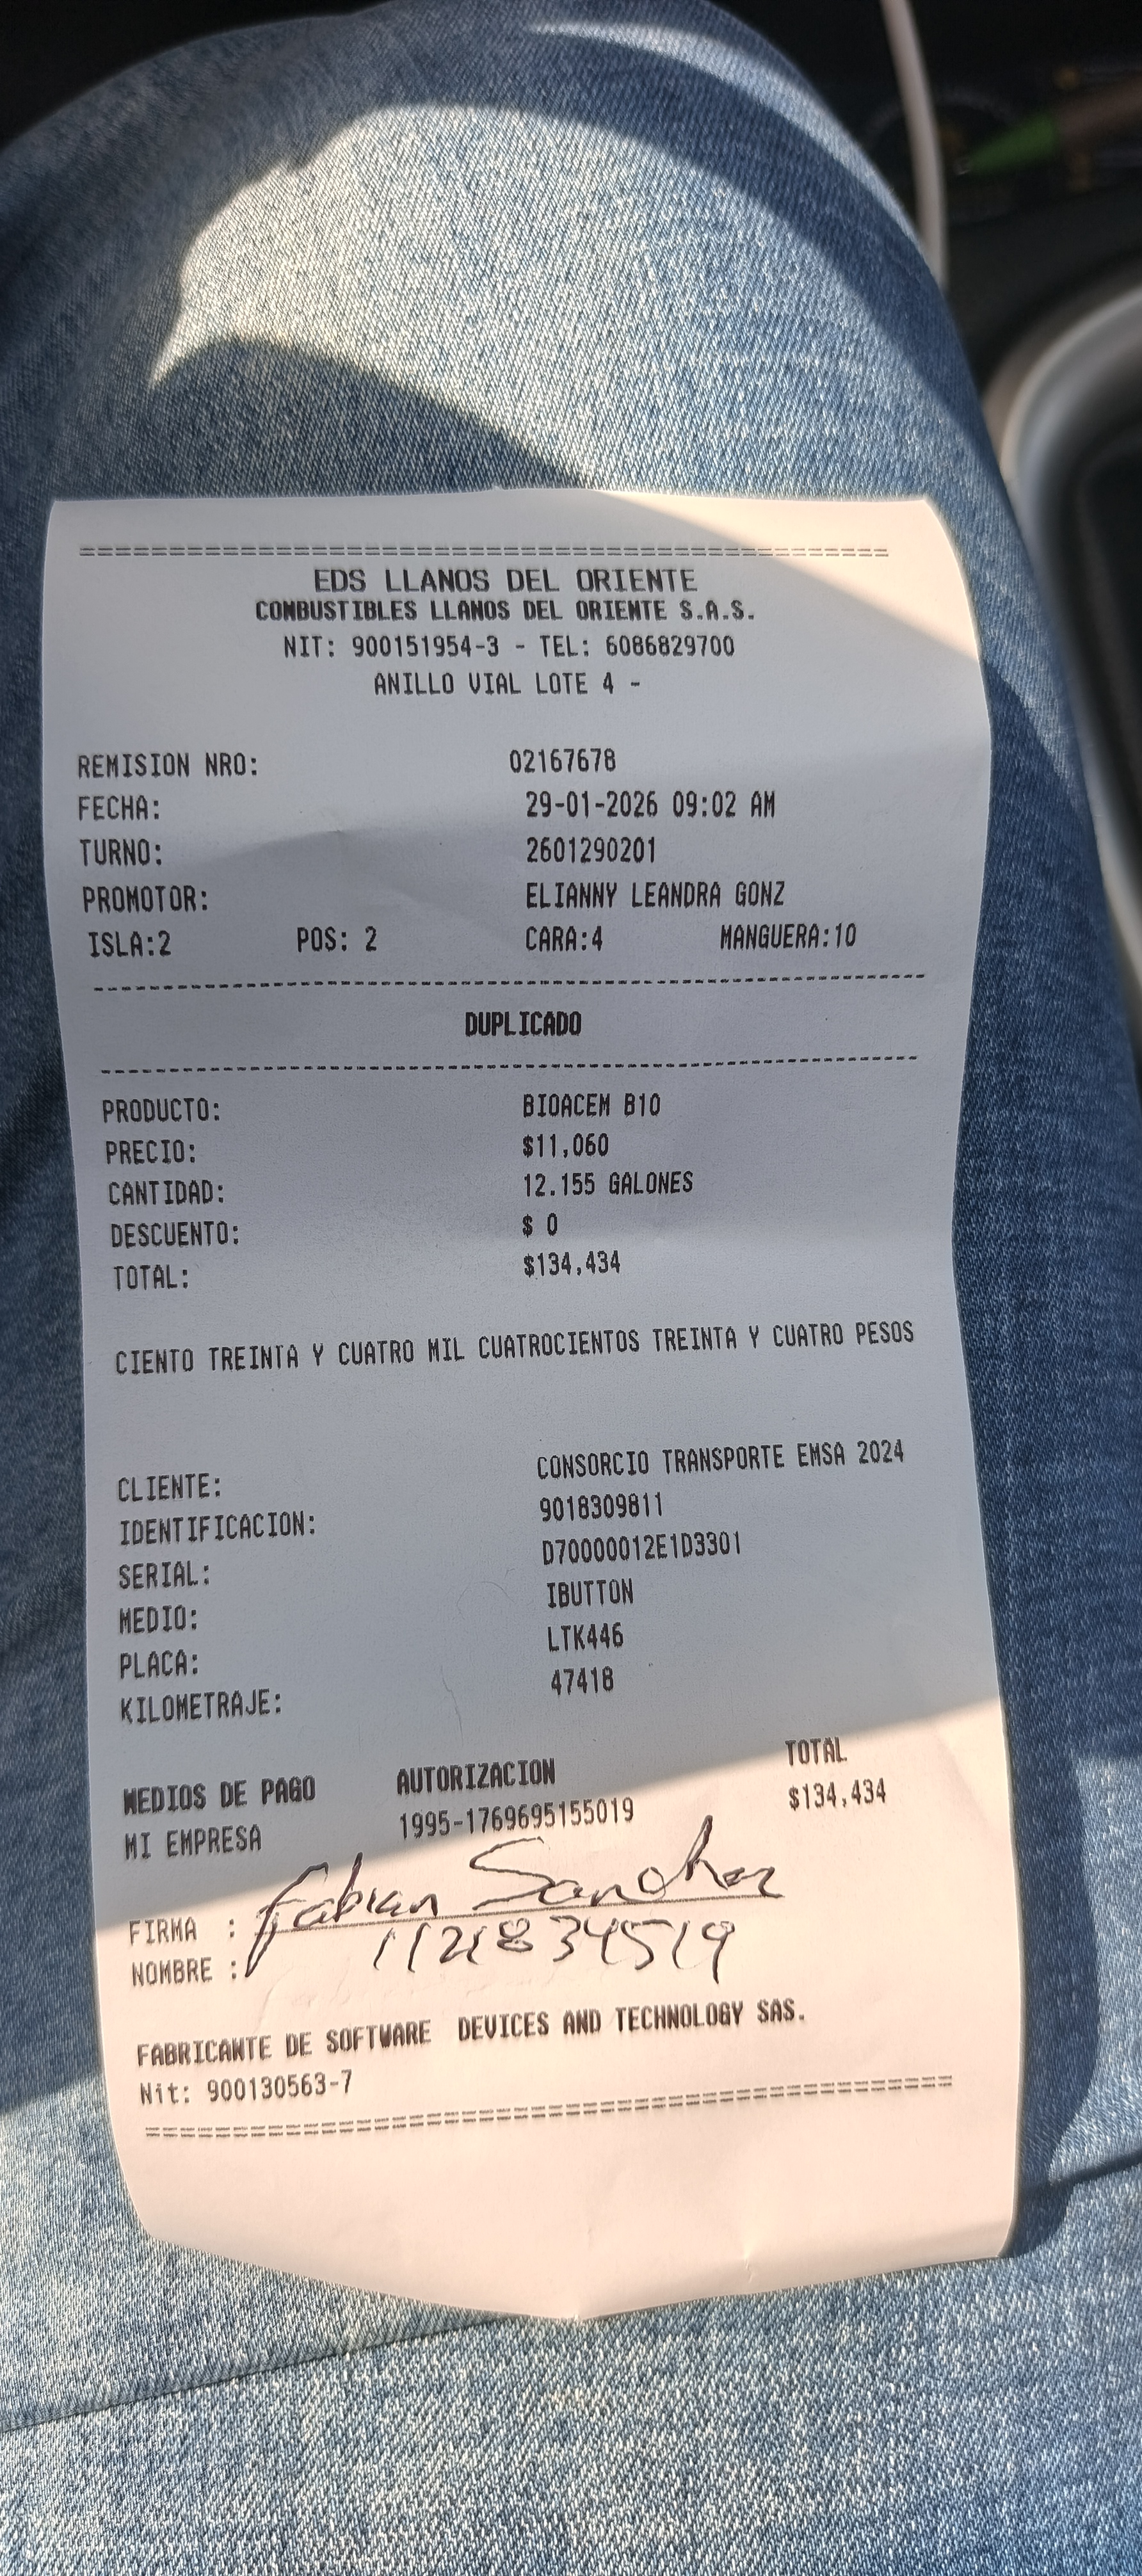 ================================================
EDS LLANOS DEL ORIENTE
COMBUSTIBLES LLANOS DEL ORIENTE S.A.S.
NIT: 900151954-3 - TEL: 6086829700
ANILLO VIAL LOTE 4 -
REMISION NRO: 02167678
FECHA: 29-01-2026 09:02 AM
TURNO: 2601290201
PROMOTOR: ELIANNY LEANDRA GONZ
ISLA:2 POS: 2 CARA:4 MANGUERA:10
------------------------------------------------
DUPLICADO
------------------------------------------------
PRODUCTO: BIOACEM B10
PRECIO: $11,060
CANTIDAD: 12.155 GALONES
DESCUENTO: $ 0
TOTAL: $134,434
CIENTO TREINTA Y CUATRO MIL CUATROCIENTOS TREINTA Y CUATRO PESOS
CLIENTE: CONSORCIO TRANSPORTE EMSA 2024
IDENTIFICACION: 9018309811
SERIAL: D70000012E1D3301
MEDIO: IBUTTON
PLACA: LTK446
KILOMETRAJE: 47418
MEDIOS DE PAGO AUTORIZACION TOTAL
MI EMPRESA 1995-1769695155019 $134,434
FIRMA : Fabian Sanchez
NOMBRE : 1121834519
FABRICANTE DE SOFTWARE DEVICES AND TECHNOLOGY SAS.
Nit: 900130563-7
================================================